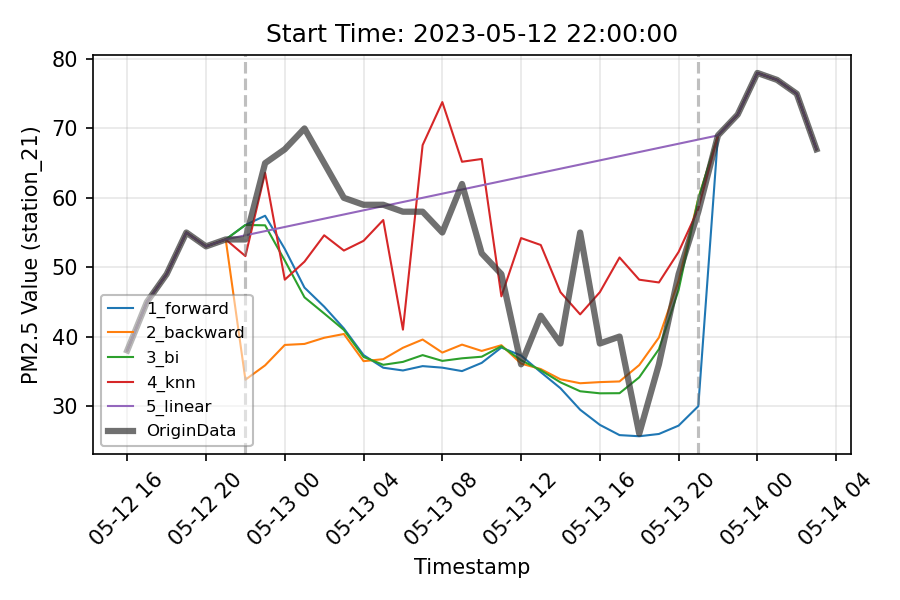 Start Time: 2023-05-12 22:00:00
PM2.5 Value (station_21)
80
70
60
50
40
30
1_forward
2_backward
3_bi
4_knn
5_linear
OriginData
05-12 16
05-12 20
05-13 00
05-13 04
05-13 08
05-13 12
05-13 16
05-13 20
05-14 00
05-14 04
Timestamp